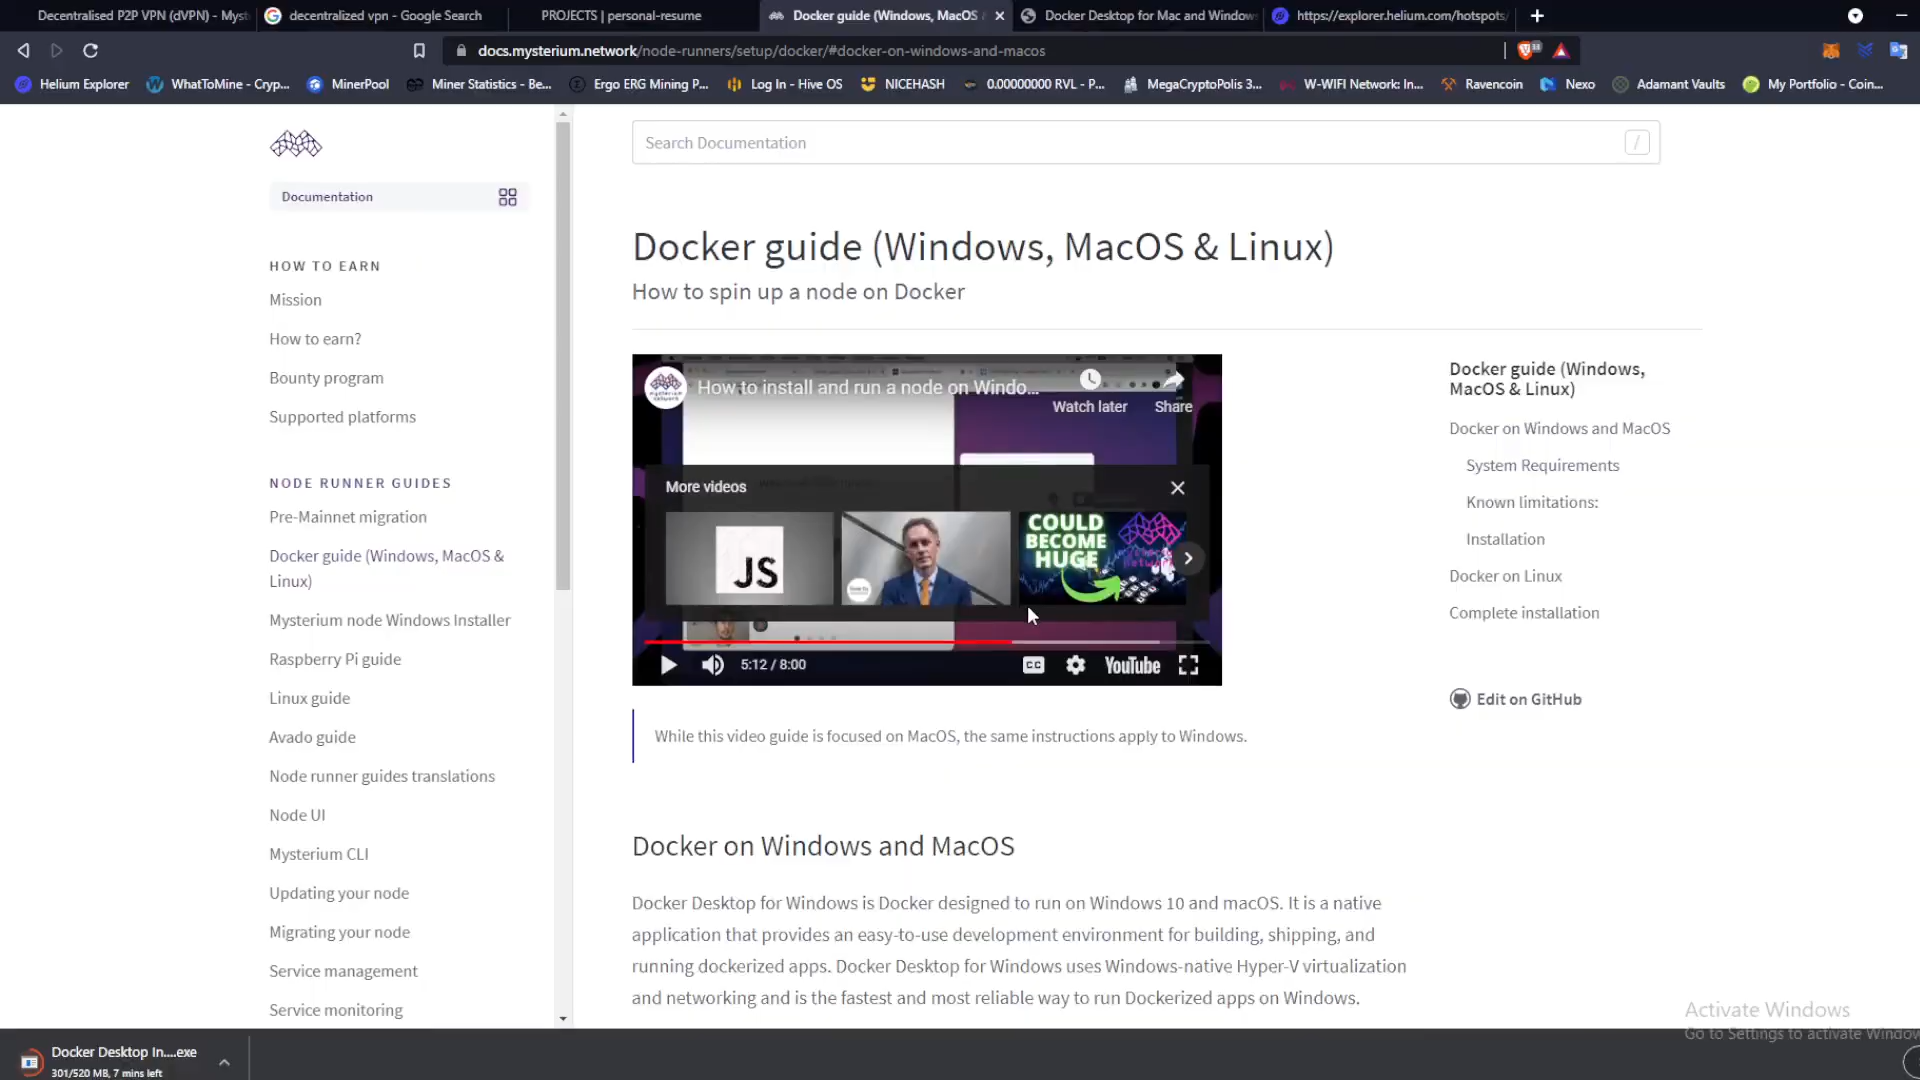 Decentralised P2P VPN (dVPN) - Myst
decentralized vpn - Google Search
PROJECTS | personal-resume
Docker guide (Windows, MacOS &
Docker Desktop for Mac and Window
https://explorer.helium.com/hotspots/
docs.mysterium.network/node-runners/setup/docker/#docker-on-windows-and-macos
Helium Explorer
WhatToMine - Cryp...
MinerPool
Miner Statistics - Be...
Ergo ERG Mining P...
Log In - Hive OS
NICEHASH
0.00000000 RVL - P...
MegaCryptoPolis 3...
W-WIFI Network: In...
Ravencoin
Nexo
Adamant Vaults
My Portfolio - Coin...
Search Documentation
/
Documentation
HOW TO EARN
Mission
How to earn?
Bounty program
Supported platforms
NODE RUNNER GUIDES
Pre-Mainnet migration
Docker guide (Windows, MacOS &
Linux)
Mysterium node Windows Installer
Raspberry Pi guide
Linux guide
Avado guide
Node runner guides translations
Node UI
Mysterium CLI
Updating your node
Migrating your node
Service management
Service monitoring
Docker guide (Windows, MacOS & Linux)
How to spin up a node on Docker
How to install and run a node on Windo...
Watch later
Share
More videos
JS
COULD
BECOME
HUGE
5:12 / 8:00
CC
YouTube
While this video guide is focused on MacOS, the same instructions apply to Windows.
Docker on Windows and MacOS
Docker Desktop for Windows is Docker designed to run on Windows 10 and macOS. It is a native
application that provides an easy-to-use development environment for building, shipping, and
running dockerized apps. Docker Desktop for Windows uses Windows-native Hyper-V virtualization
and networking and is the fastest and most reliable way to run Dockerized apps on Windows.
Docker guide (Windows,
MacOS & Linux)
Docker on Windows and MacOS
System Requirements
Known limitations:
Installation
Docker on Linux
Complete installation
Edit on GitHub
Activate Windows
Go to Settings to activate Window
Docker Desktop In....exe
301/520 MB, 7 mins left